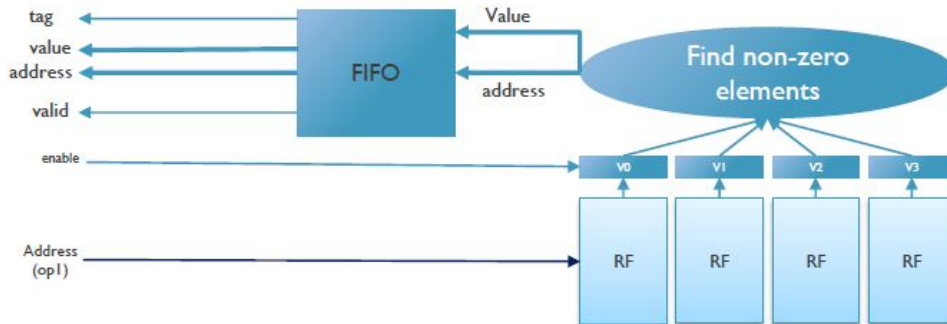 tag
value
address
valid
FIFO
Value
address
Find non-zero
elements
enable
V0
V1
V2
V3
Address
(op1)
RF
RF
RF
RF